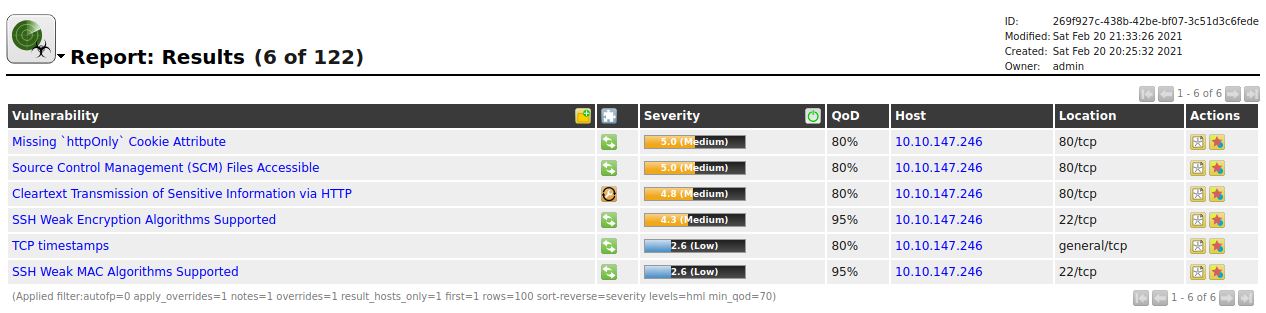 ID: 269f927c-438b-42be-bf07-3c51d3c6fede
Modified: Sat Feb 20 21:33:26 2021
Created: Sat Feb 20 20:25:32 2021
Owner: admin
Report: Results (6 of 122)
1 - 6 of 6
Vulnerability Severity QoD Host Location Actions
Missing `httpOnly` Cookie Attribute 5.0 (Medium) 80% 10.10.147.246 80/tcp
Source Control Management (SCM) Files Accessible 5.0 (Medium) 80% 10.10.147.246 80/tcp
Cleartext Transmission of Sensitive Information via HTTP 4.8 (Medium) 80% 10.10.147.246 80/tcp
SSH Weak Encryption Algorithms Supported 4.3 (Medium) 95% 10.10.147.246 22/tcp
TCP timestamps 2.6 (Low) 80% 10.10.147.246 general/tcp
SSH Weak MAC Algorithms Supported 2.6 (Low) 95% 10.10.147.246 22/tcp
(Applied filter:autofp=0 apply_overrides=1 notes=1 overrides=1 result_hosts_only=1 first=1 rows=100 sort-reverse=severity levels=hml min_qod=70)
1 - 6 of 6